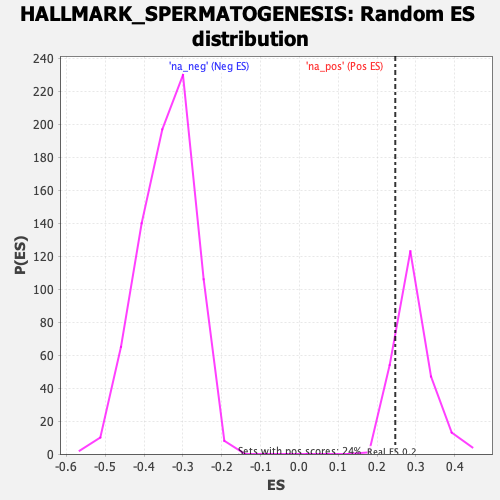 HALLMARK_SPERMATOGENESIS: Random ES
distribution
'na_neg' (Neg ES)
'na_pos' (Pos ES)
240
220
200
180
160
140
120
100
80
60
40
20
0
P(ES)
Sets with pos scores: 24%
Real ES 0.2
-0.6 -0.5 -0.4 -0.3 -0.2 -0.1 0.0 0.1 0.2 0.3 0.4
ES